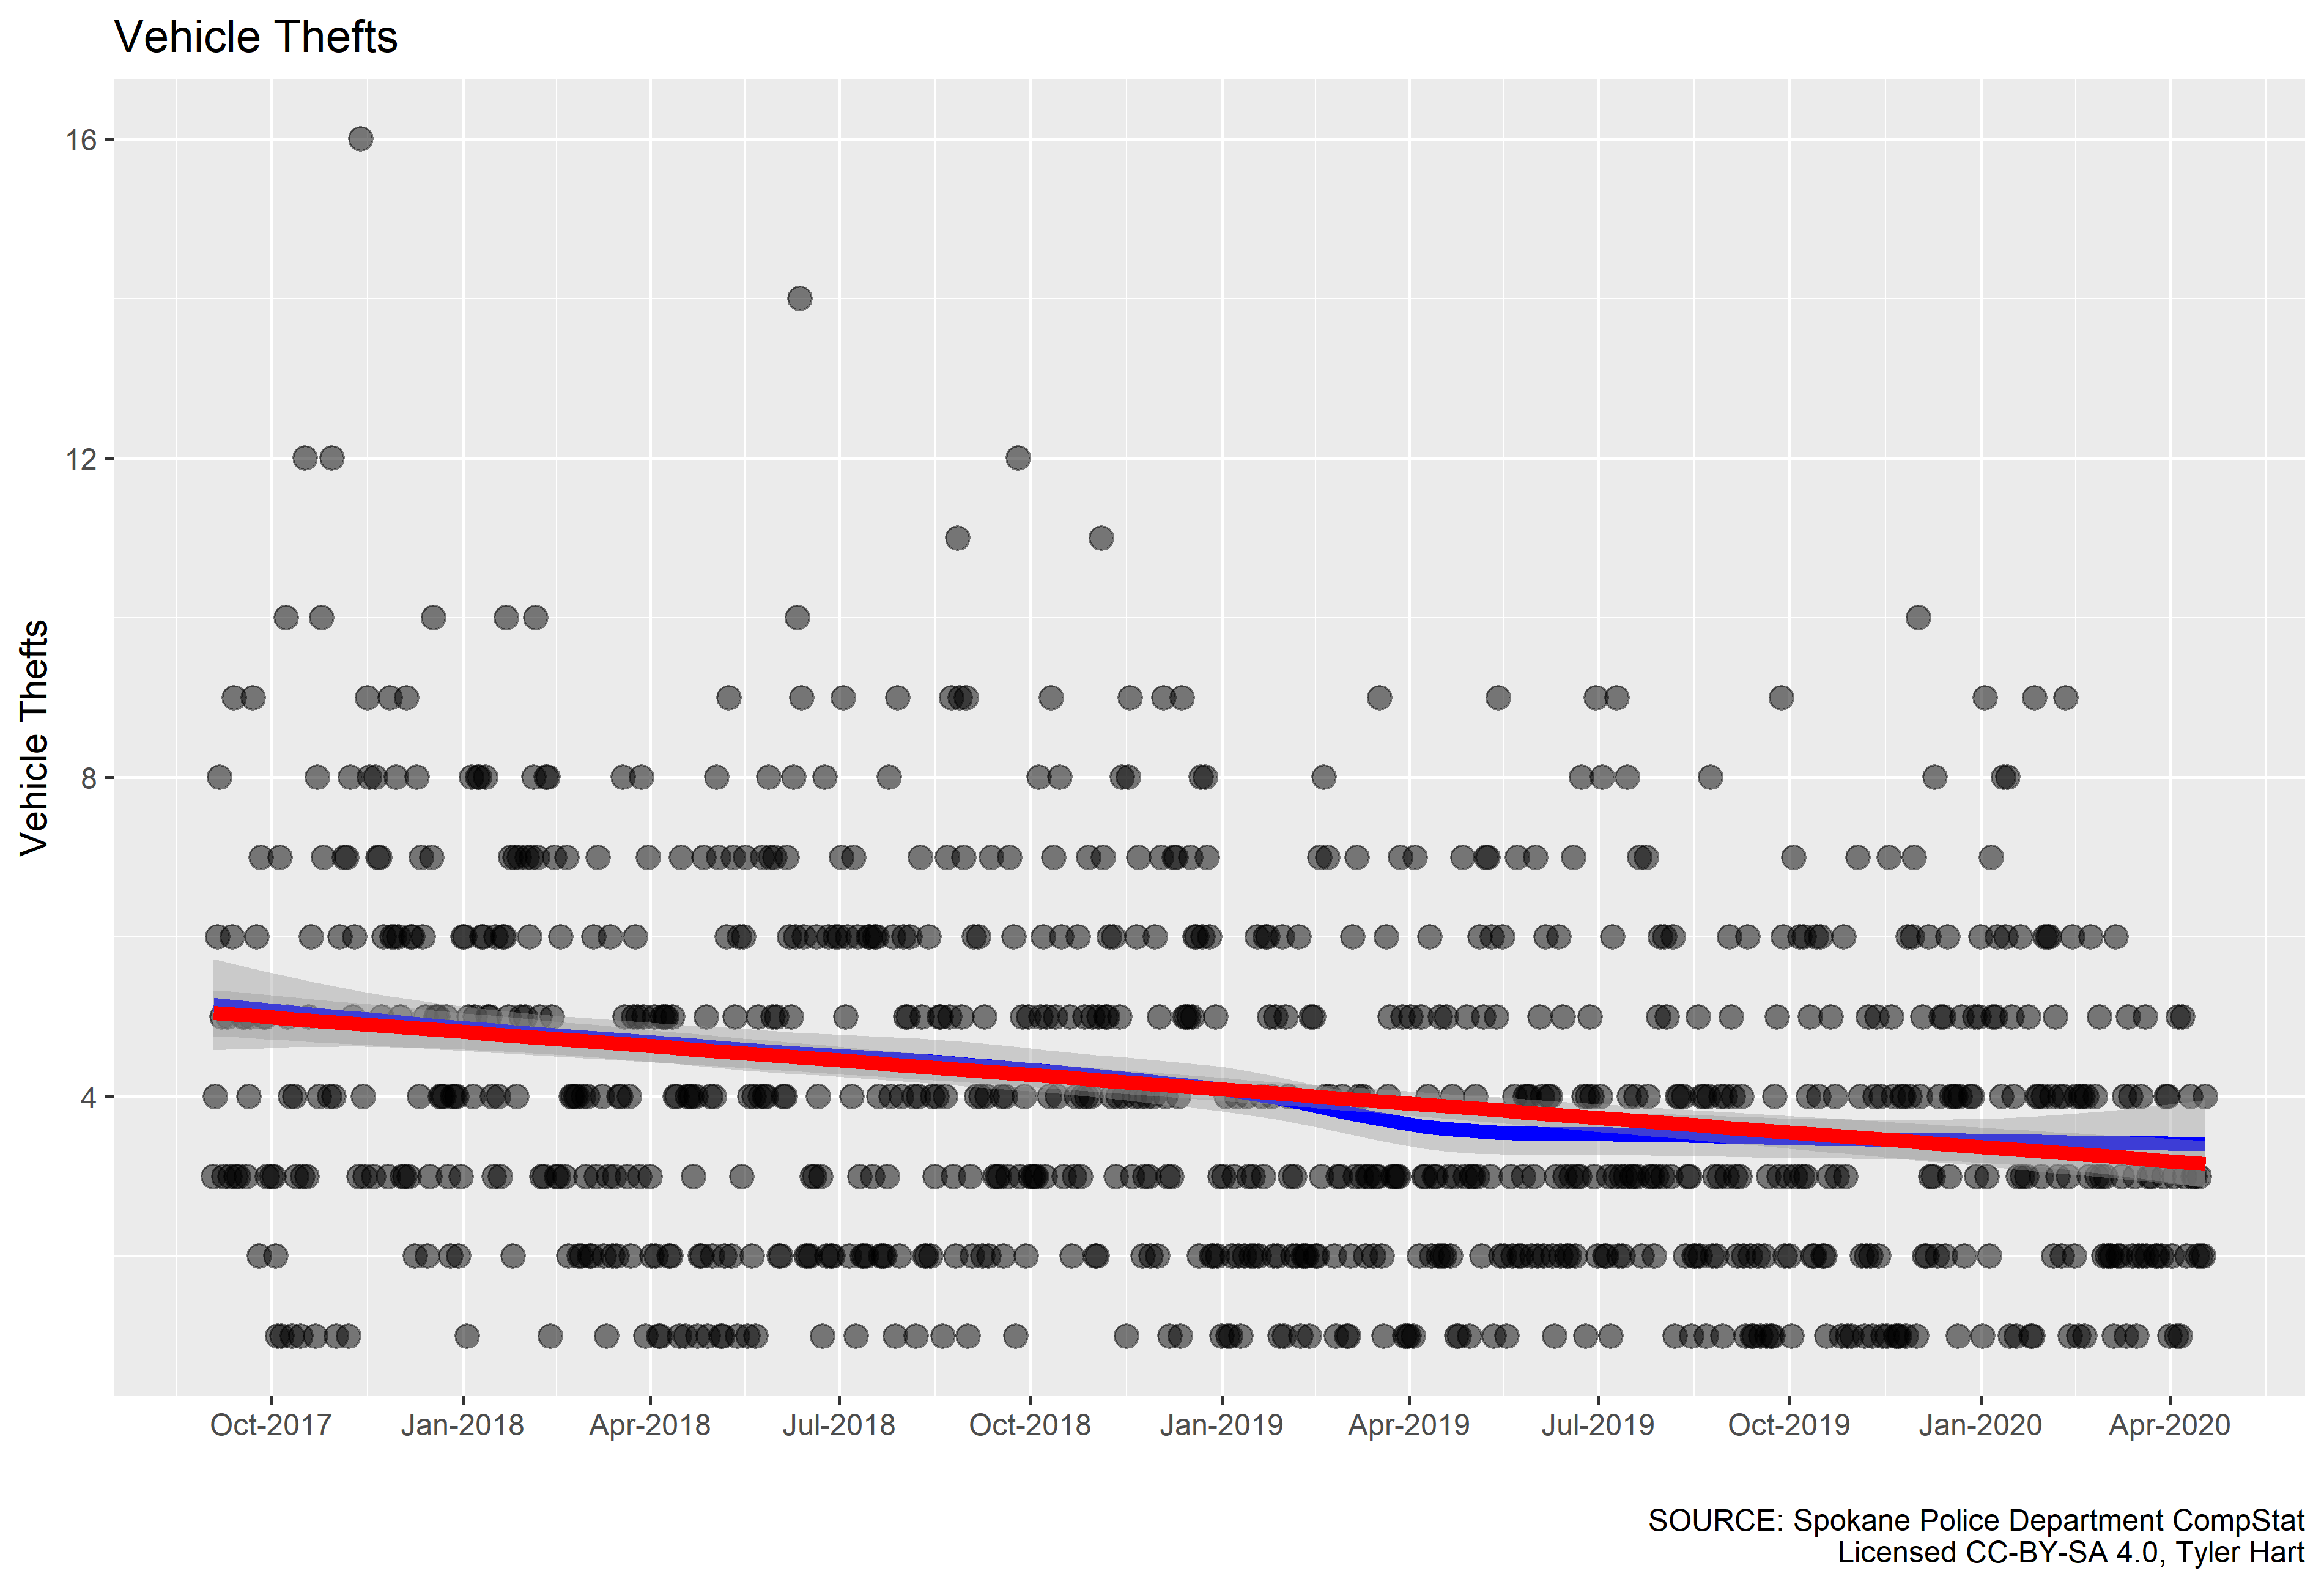 Vehicle Thefts
Vehicle Thefts
16
12
8
4
Oct-2017 Jan-2018 Apr-2018 Jul-2018 Oct-2018 Jan-2019 Apr-2019 Jul-2019 Oct-2019 Jan-2020 Apr-2020
SOURCE: Spokane Police Department CompStat
Licensed CC-BY-SA 4.0, Tyler Hart